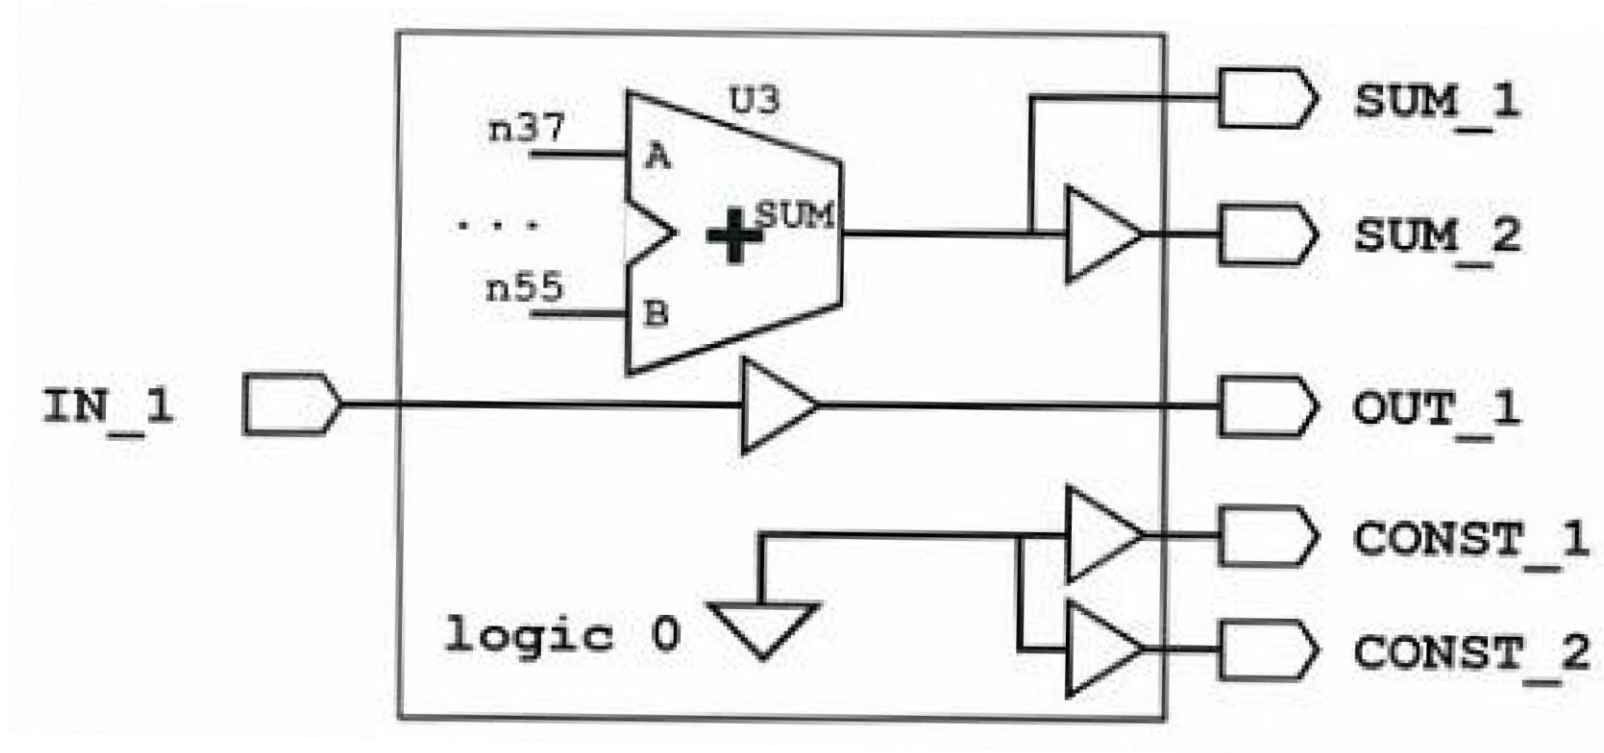 U3
SUM_1
n37
A
...
SUM
SUM_2
n55
B
IN_1
OUT_1
CONST_1
logic 0
CONST_2